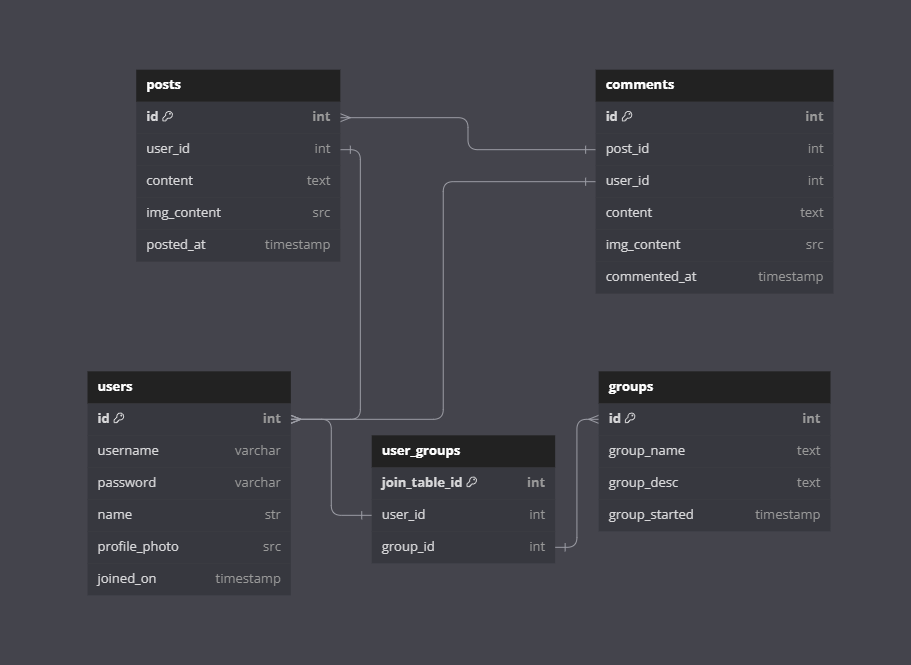 posts
id int
user_id int
content text
img_content src
posted_at timestamp
comments
id int
post_id int
user_id int
content text
img_content src
commented_at timestamp
users
id int
username varchar
password varchar
name str
profile_photo src
joined_on timestamp
user_groups
join_table_id int
user_id int
group_id int
groups
id int
group_name text
group_desc text
group_started timestamp